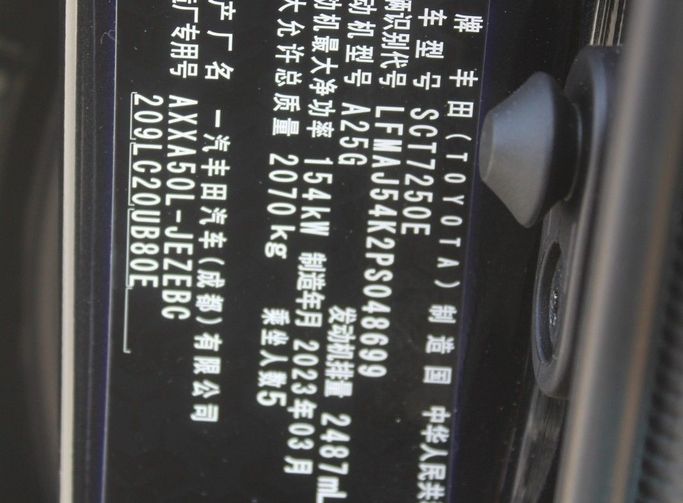 牌 丰田(TOYOTA) 制造国 中华人民共
车型号 SCT7250E
辆识别代号 LFMAJ54K2PS048699
动机型号 A25G 发动机排量 2487mL
动机最大净功率 154kW 制造年月 2023年03月
大允许总质量 2070kg 乘坐人数5
产厂名 一汽丰田汽车(成都)有限公司
厂专用号 AXXA50L-JEZEBC
209LC20UB80E